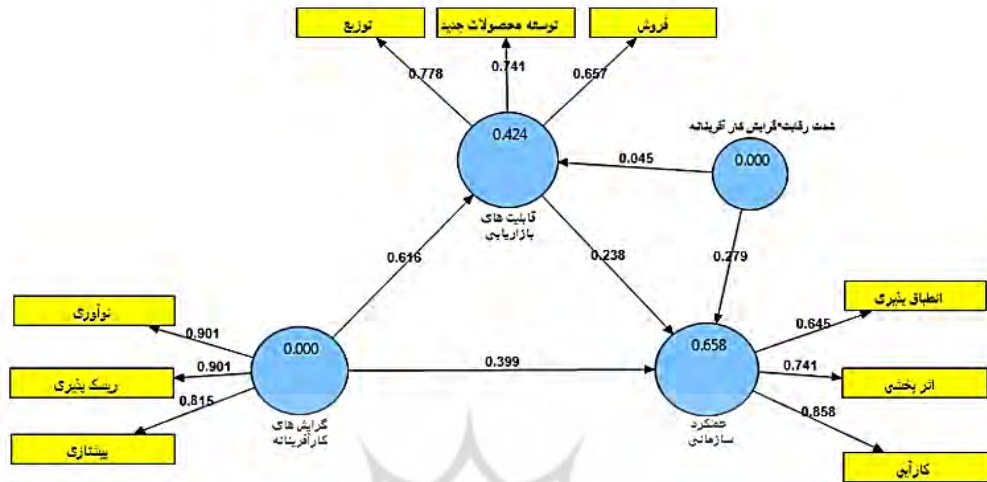 توزیع
توسعه محصولات جدید
فروش
0.778
0.741
0.657
شدت رقابت*گرایش کار آفرینانه
0.424
0.000
0.045
قابلیت های
بازاریابی
0.616
0.238
0.279
نوآوری
0.901
ریسک پذیری
0.901
پیشتازی
0.815
0.000
گرایش های
کارآفرینانه
0.399
0.658
عملکرد
سازمانی
انطباق پذیری
0.645
اثر بخشی
0.741
کارآیی
0.858